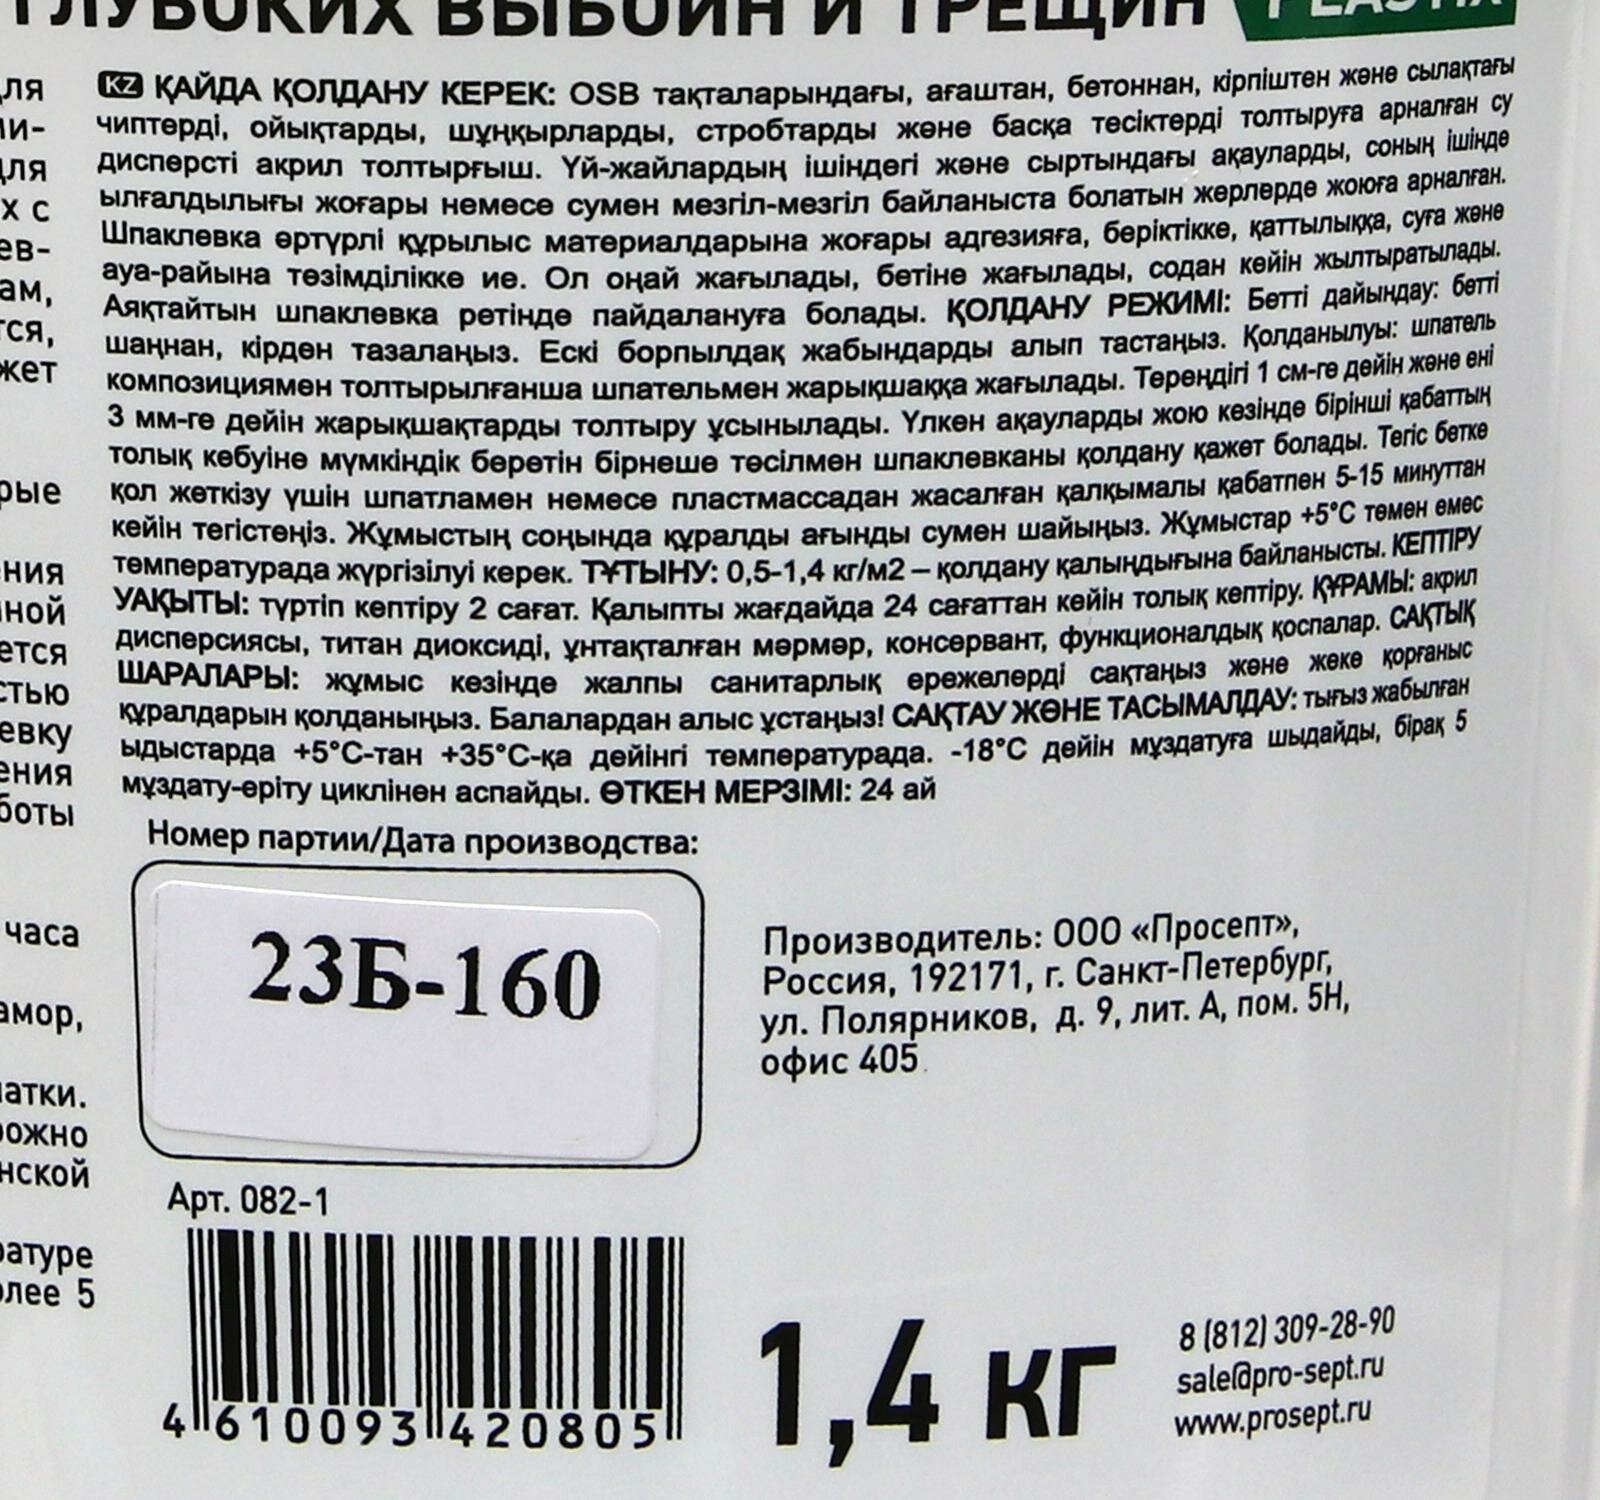 ГЛУБОКИХ ВЫБОИН И ТРЕЩИН PLASTIX
KZ ҚАЙДА ҚОЛДАНУ КЕРЕК: OSB тақталарындағы, ағаштан, бетоннан, кірпіштен және сылақтағы
чиптерді, ойықтарды, шұңқырларды, стробтарды және басқа тесіктерді толтыруға арналған су
дисперсті акрил толтырғыш. Үй-жайлардың ішіндегі және сыртындағы ақауларды, соның ішінде
ылғалдылығы жоғары немесе сумен мезгіл-мезгіл байланыста болатын жерлерде жоюға арналған.
Шпаклевка әртүрлі құрылыс материалдарына жоғары адгезияға, беріктікке, қаттылыққа, суға және
ауа-райына төзімділікке ие. Ол оңай жағылады, бетіне жағылады, содан кейін жылтыратылады.
Аяқтайтын шпаклевка ретінде пайдалануға болады. ҚОЛДАНУ РЕЖИМІ: Бетті дайындау: бетті
шаңнан, кірден тазалаңыз. Ескі борпылдақ жабындарды алып тастаңыз. Қолданылуы: шпатель
композициямен толтырылғанша шпательмен жарықшаққа жағылады. Тереңдігі 1 см-ге дейін және ені
3 мм-ге дейін жарықшақтарды толтыру ұсынылады. Үлкен ақауларды жою кезінде бірінші қабаттың
толық кебуіне мүмкіндік беретін бірнеше тәсілмен шпаклевканы қолдану қажет болады. Тегіс бетке
қол жеткізу үшін шпатламен немесе пластмассадан жасалған қалқымалы қабатпен 5-15 минуттан
кейін тегістеңіз. Жұмыстың соңында құралды ағынды сумен шайыңыз. Жұмыстар +5°С төмен емес
температурада жүргізілуі керек. ТҰТЫНУ: 0,5-1,4 кг/м2 – қолдану қалыңдығына байланысты. КЕПТІРУ
УАҚЫТЫ: түртіп кептіру 2 сағат. Қалыпты жағдайда 24 сағаттан кейін толық кептіру. ҚҰРАМЫ: акрил
дисперсиясы, титан диоксиді, ұнтақталған мәрмәр, консервант, функционалдық қоспалар. САҚТЫҚ
ШАРАЛАРЫ: жұмыс кезінде жалпы санитарлық ережелерді сақтаңыз және жеке қорғаныс
құралдарын қолданыңыз. Балалардан алыс ұстаңыз! САҚТАУ ЖӘНЕ ТАСЫМАЛДАУ: тығыз жабылған
ыдыстарда +5°С-тан +35°С-қа дейінгі температурада. -18°С дейін мұздатуға шыдайды, бірақ 5
мұздату-еріту циклінен аспайды. ӨТКЕН МЕРЗІМІ: 24 ай
Номер партии/Дата производства:
23Б-160
Производитель: ООО «Просепт»,
Россия, 192171, г. Санкт-Петербург,
ул. Полярников, д. 9, лит. А, пом. 5Н,
офис 405
Арт. 082-1
4 610093 420805
1,4 кг
8 (812) 309-28-90
sale@pro-sept.ru
www.prosept.ru
часа